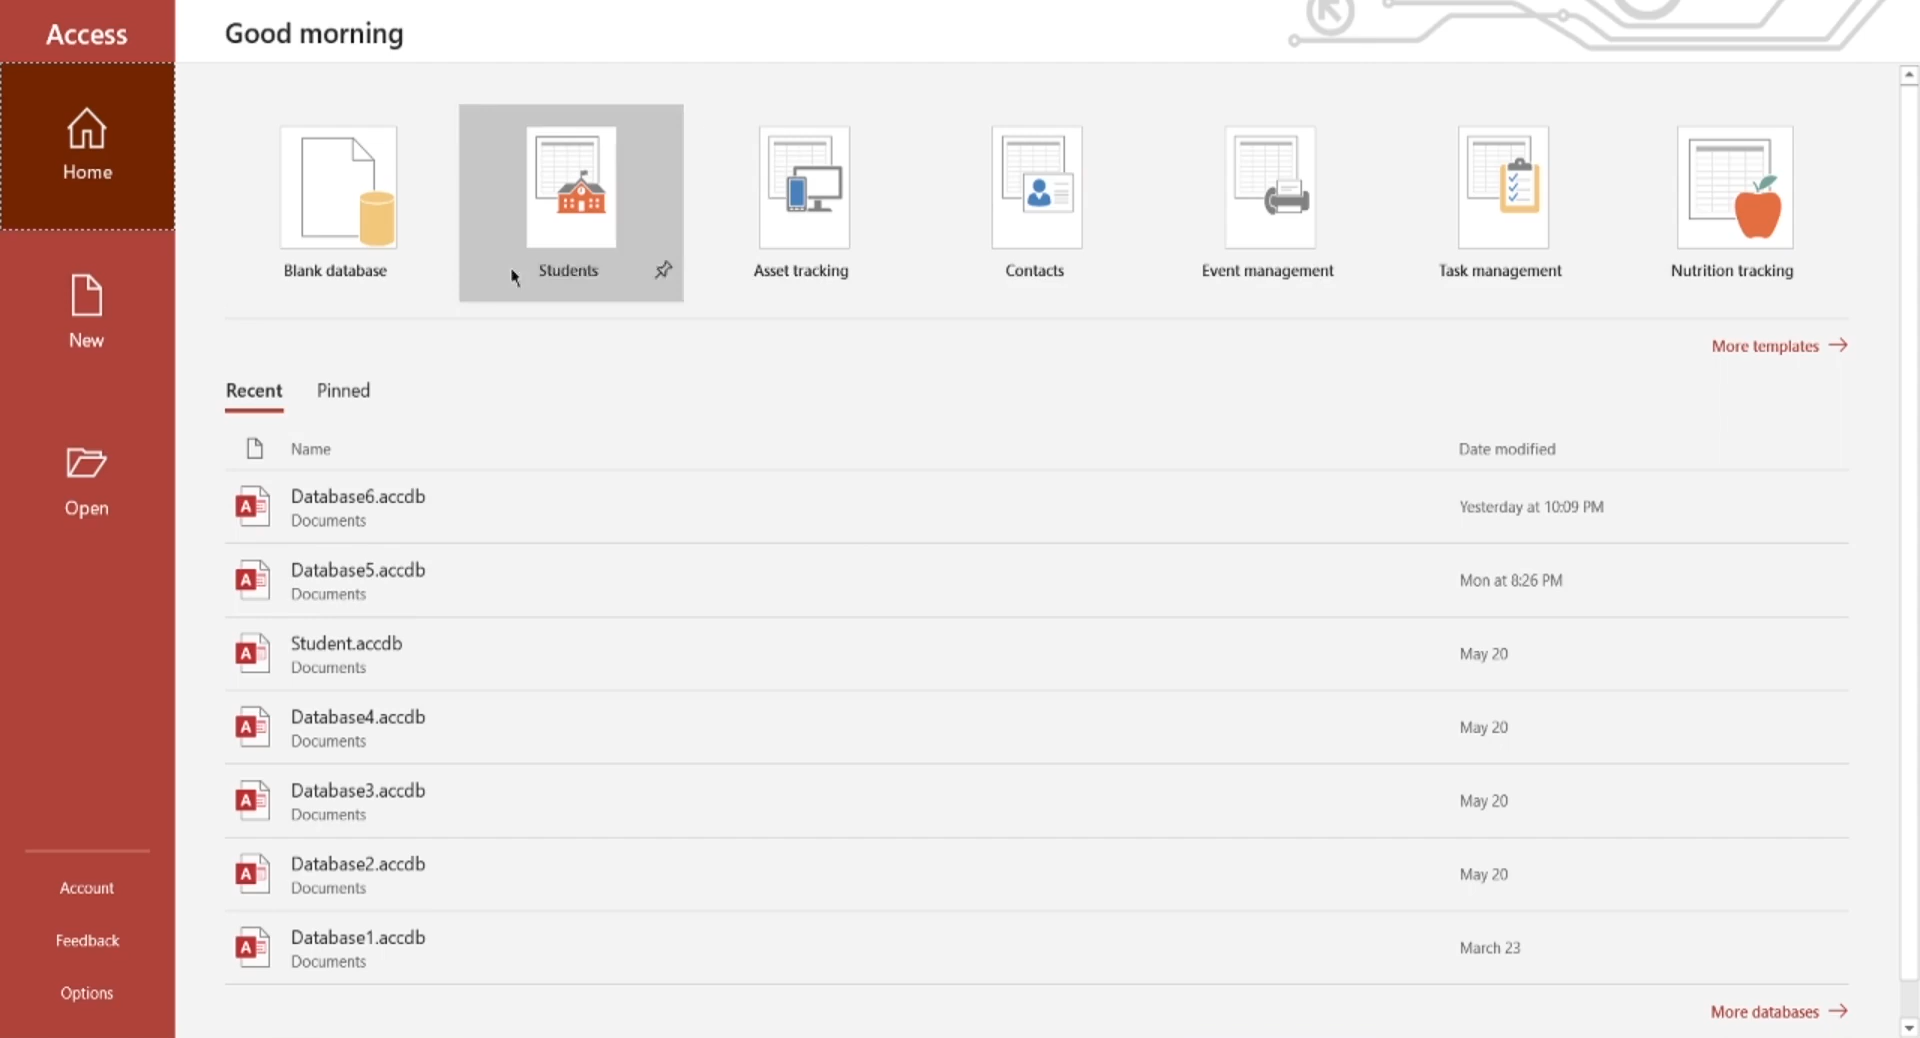 Access
Good morning
Home
New
Open
Account
Feedback
Options
Blank database
Students
Asset tracking
Contacts
Event management
Task management
Nutrition tracking
More templates
Recent Pinned
Name Date modified
Database6.accdb
Documents
Yesterday at 10:09 PM
Database5.accdb
Documents
Mon at 8:26 PM
Student.accdb
Documents
May 20
Database4.accdb
Documents
May 20
Database3.accdb
Documents
May 20
Database2.accdb
Documents
May 20
Database1.accdb
Documents
March 23
More databases